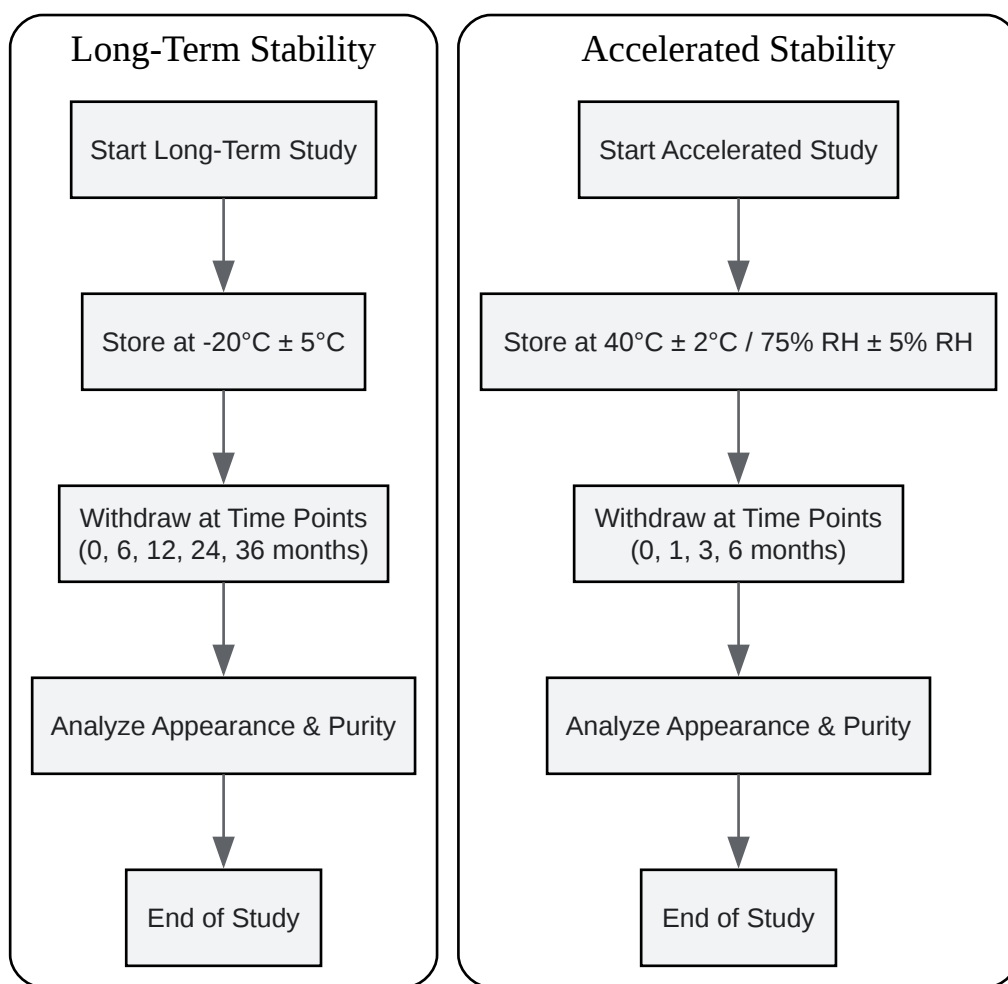 Long-Term Stability
Start Long-Term Study
Store at -20°C ± 5°C
Withdraw at Time Points
(0, 6, 12, 24, 36 months)
Analyze Appearance & Purity
End of Study
Accelerated Stability
Start Accelerated Study
Store at 40°C ± 2°C / 75% RH ± 5% RH
Withdraw at Time Points
(0, 1, 3, 6 months)
Analyze Appearance & Purity
End of Study